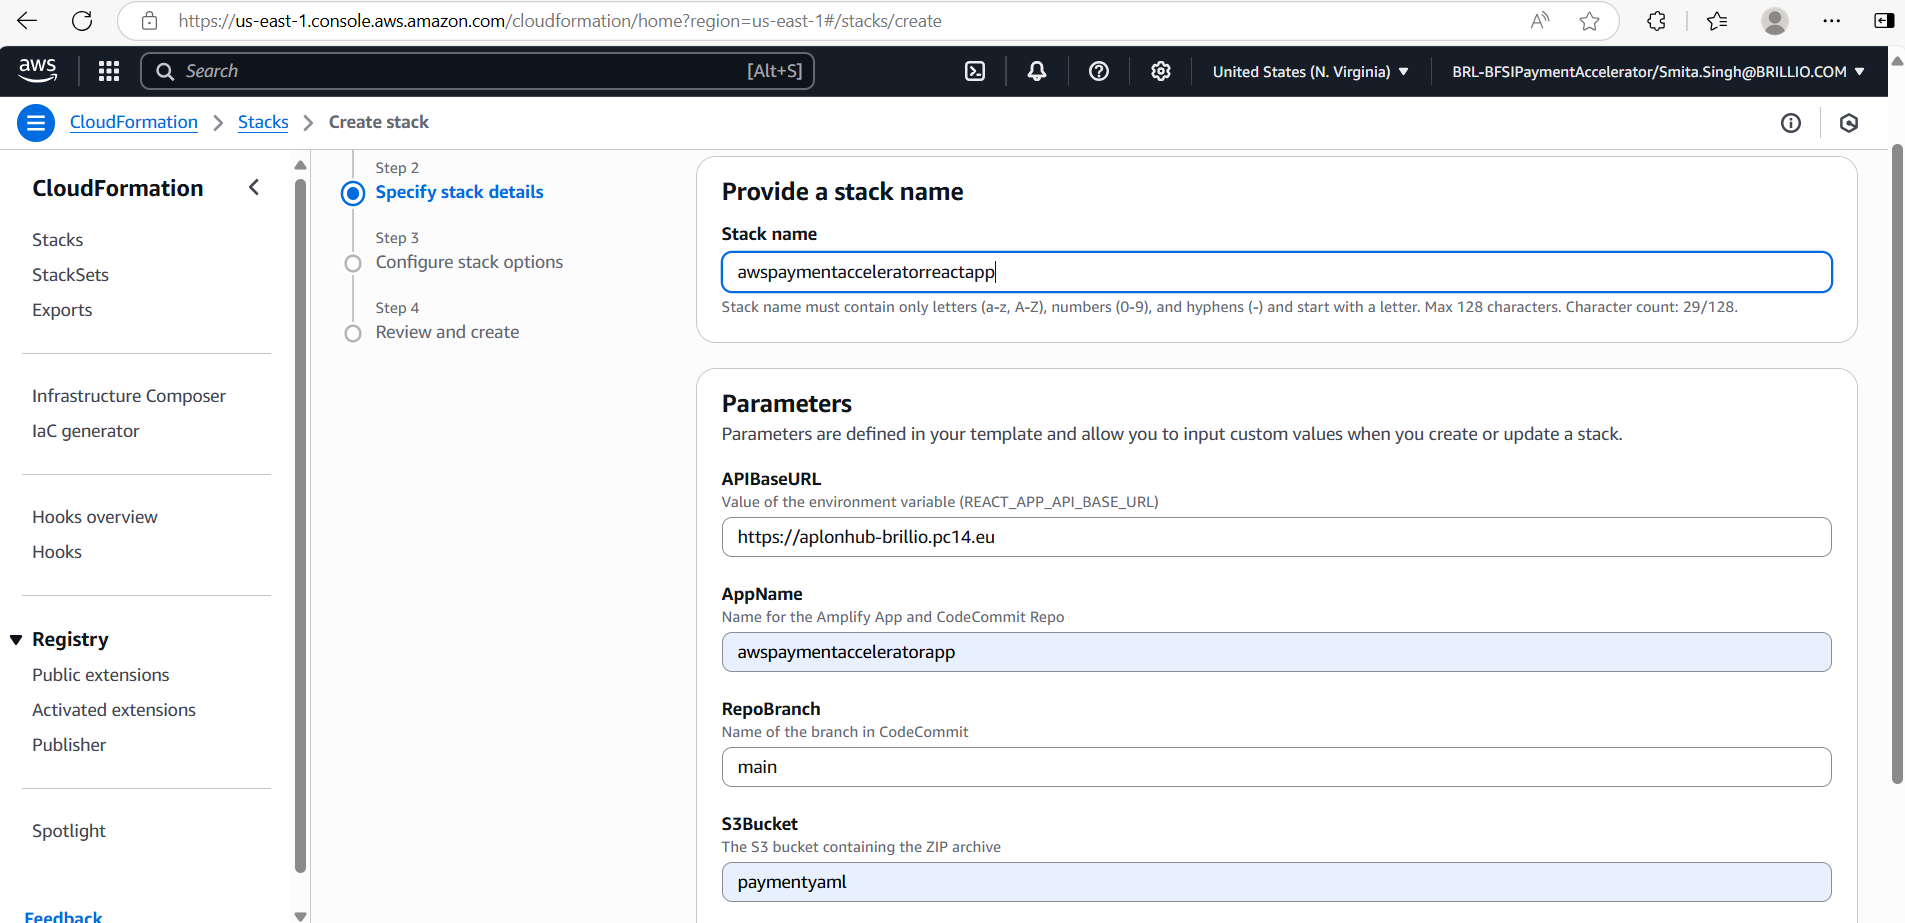 https://us-east-1.console.aws.amazon.com/cloudformation/home?region=us-east-1#/stacks/create
aws
Search
[Alt+S]
United States (N. Virginia)
BRL-BFSIPaymentAccelerator/Smita.Singh@BRILLIO.COM
CloudFormation
Stacks
Create stack
CloudFormation
Stacks
StackSets
Exports
Infrastructure Composer
IaC generator
Hooks overview
Hooks
Registry
Public extensions
Activated extensions
Publisher
Spotlight
Feedback
Step 2
Specify stack details
Step 3
Configure stack options
Step 4
Review and create
Provide a stack name
Stack name
awspaymentacceleratorreactapp
Stack name must contain only letters (a-z, A-Z), numbers (0-9), and hyphens (-) and start with a letter. Max 128 characters. Character count: 29/128.
Parameters
Parameters are defined in your template and allow you to input custom values when you create or update a stack.
APIBaseURL
Value of the environment variable (REACT_APP_API_BASE_URL)
https://aplonhub-brillio.pc14.eu
AppName
Name for the Amplify App and CodeCommit Repo
awspaymentacceleratorapp
RepoBranch
Name of the branch in CodeCommit
main
S3Bucket
The S3 bucket containing the ZIP archive
paymentyaml